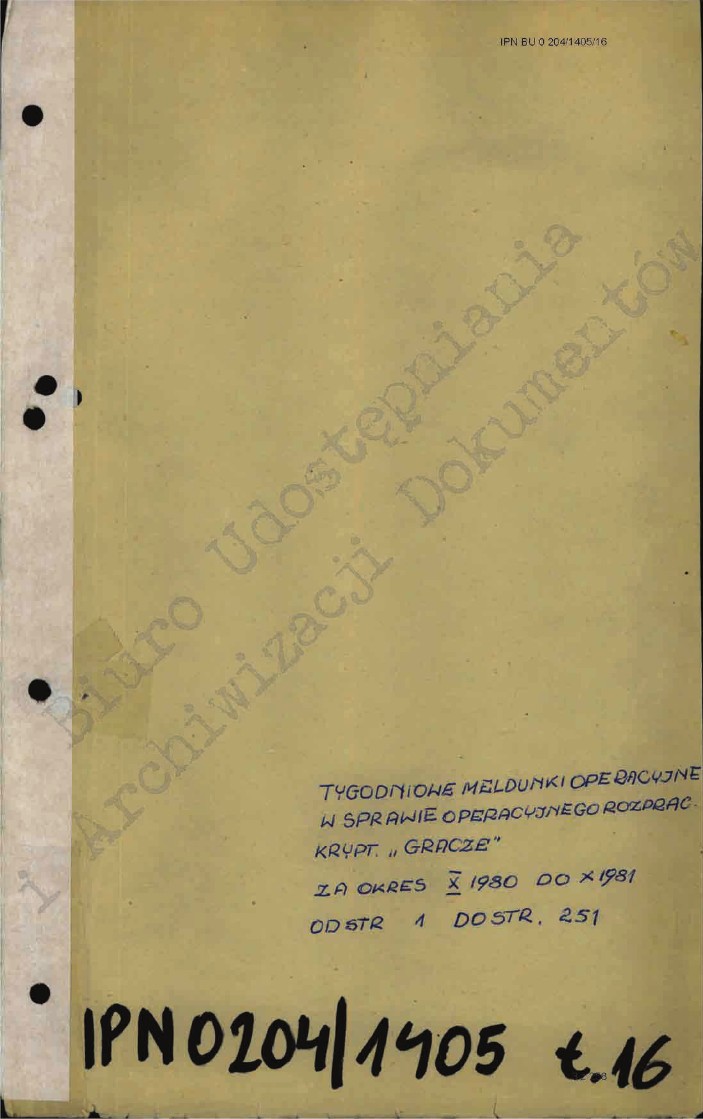 IPN BU 0 204/1405/16
Biuro Udostępniania
i Archiwizacji Dokumentów
TYGODNIOWE MELDUNKI OPERACYJNE
W SPRAWIE OPERACYJNEGO ROZPRAC.
KRYPT. „GRACZE"
ZA OKRES X 1980 DO X 1981
OD STR 1 DO STR. 251
IPN 0204/1405 t.16